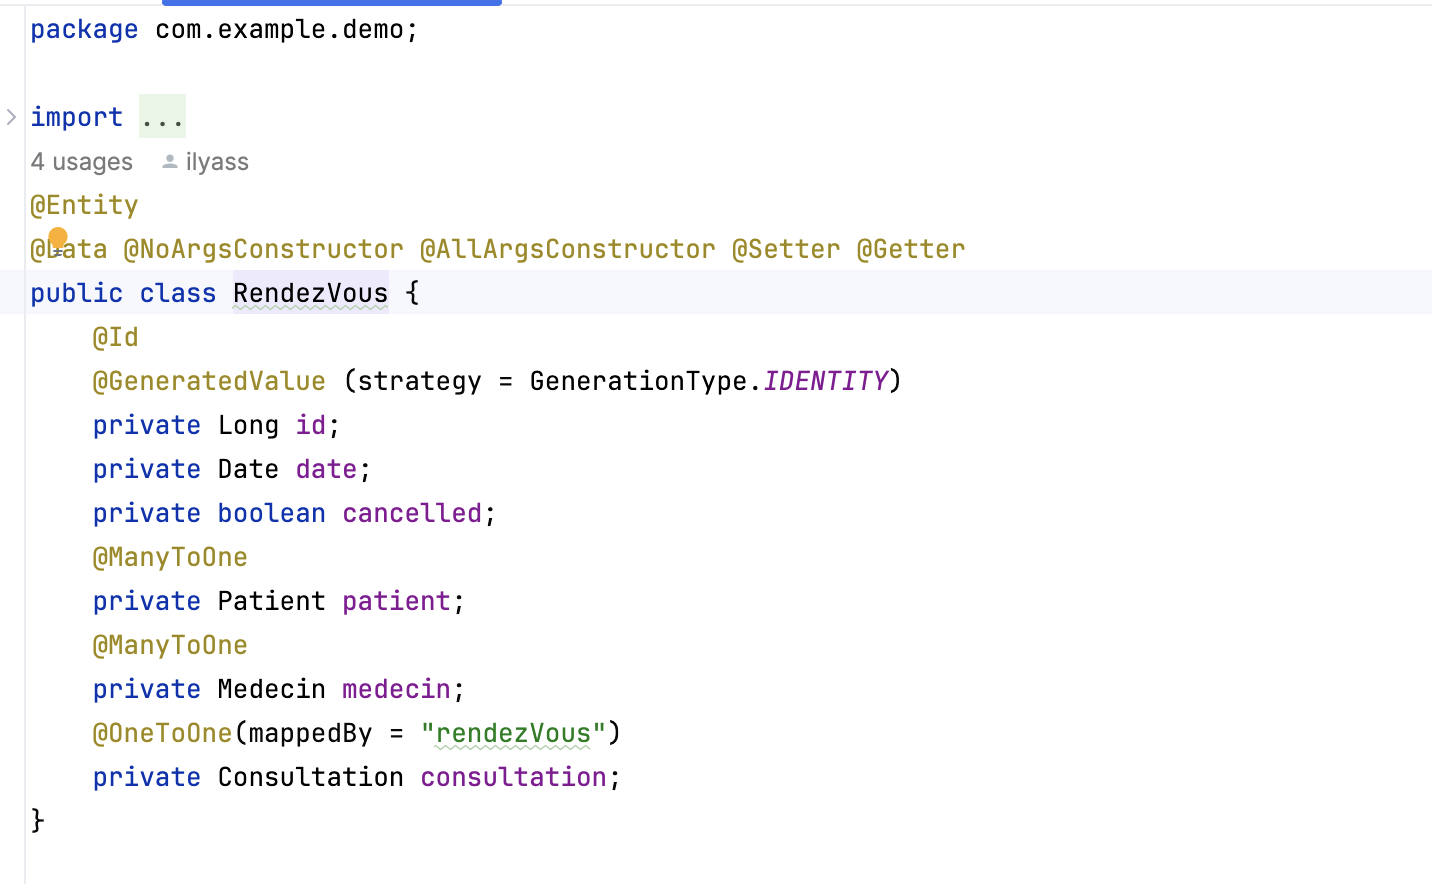 package com.example.demo;
import ...
4 usages ilyass
@Entity
@Data @NoArgsConstructor @AllArgsConstructor @Setter @Getter
public class RendezVous {
@Id
@GeneratedValue (strategy = GenerationType.IDENTITY)
private Long id;
private Date date;
private boolean cancelled;
@ManyToOne
private Patient patient;
@ManyToOne
private Medecin medecin;
@OneToOne(mappedBy = "rendezVous")
private Consultation consultation;
}